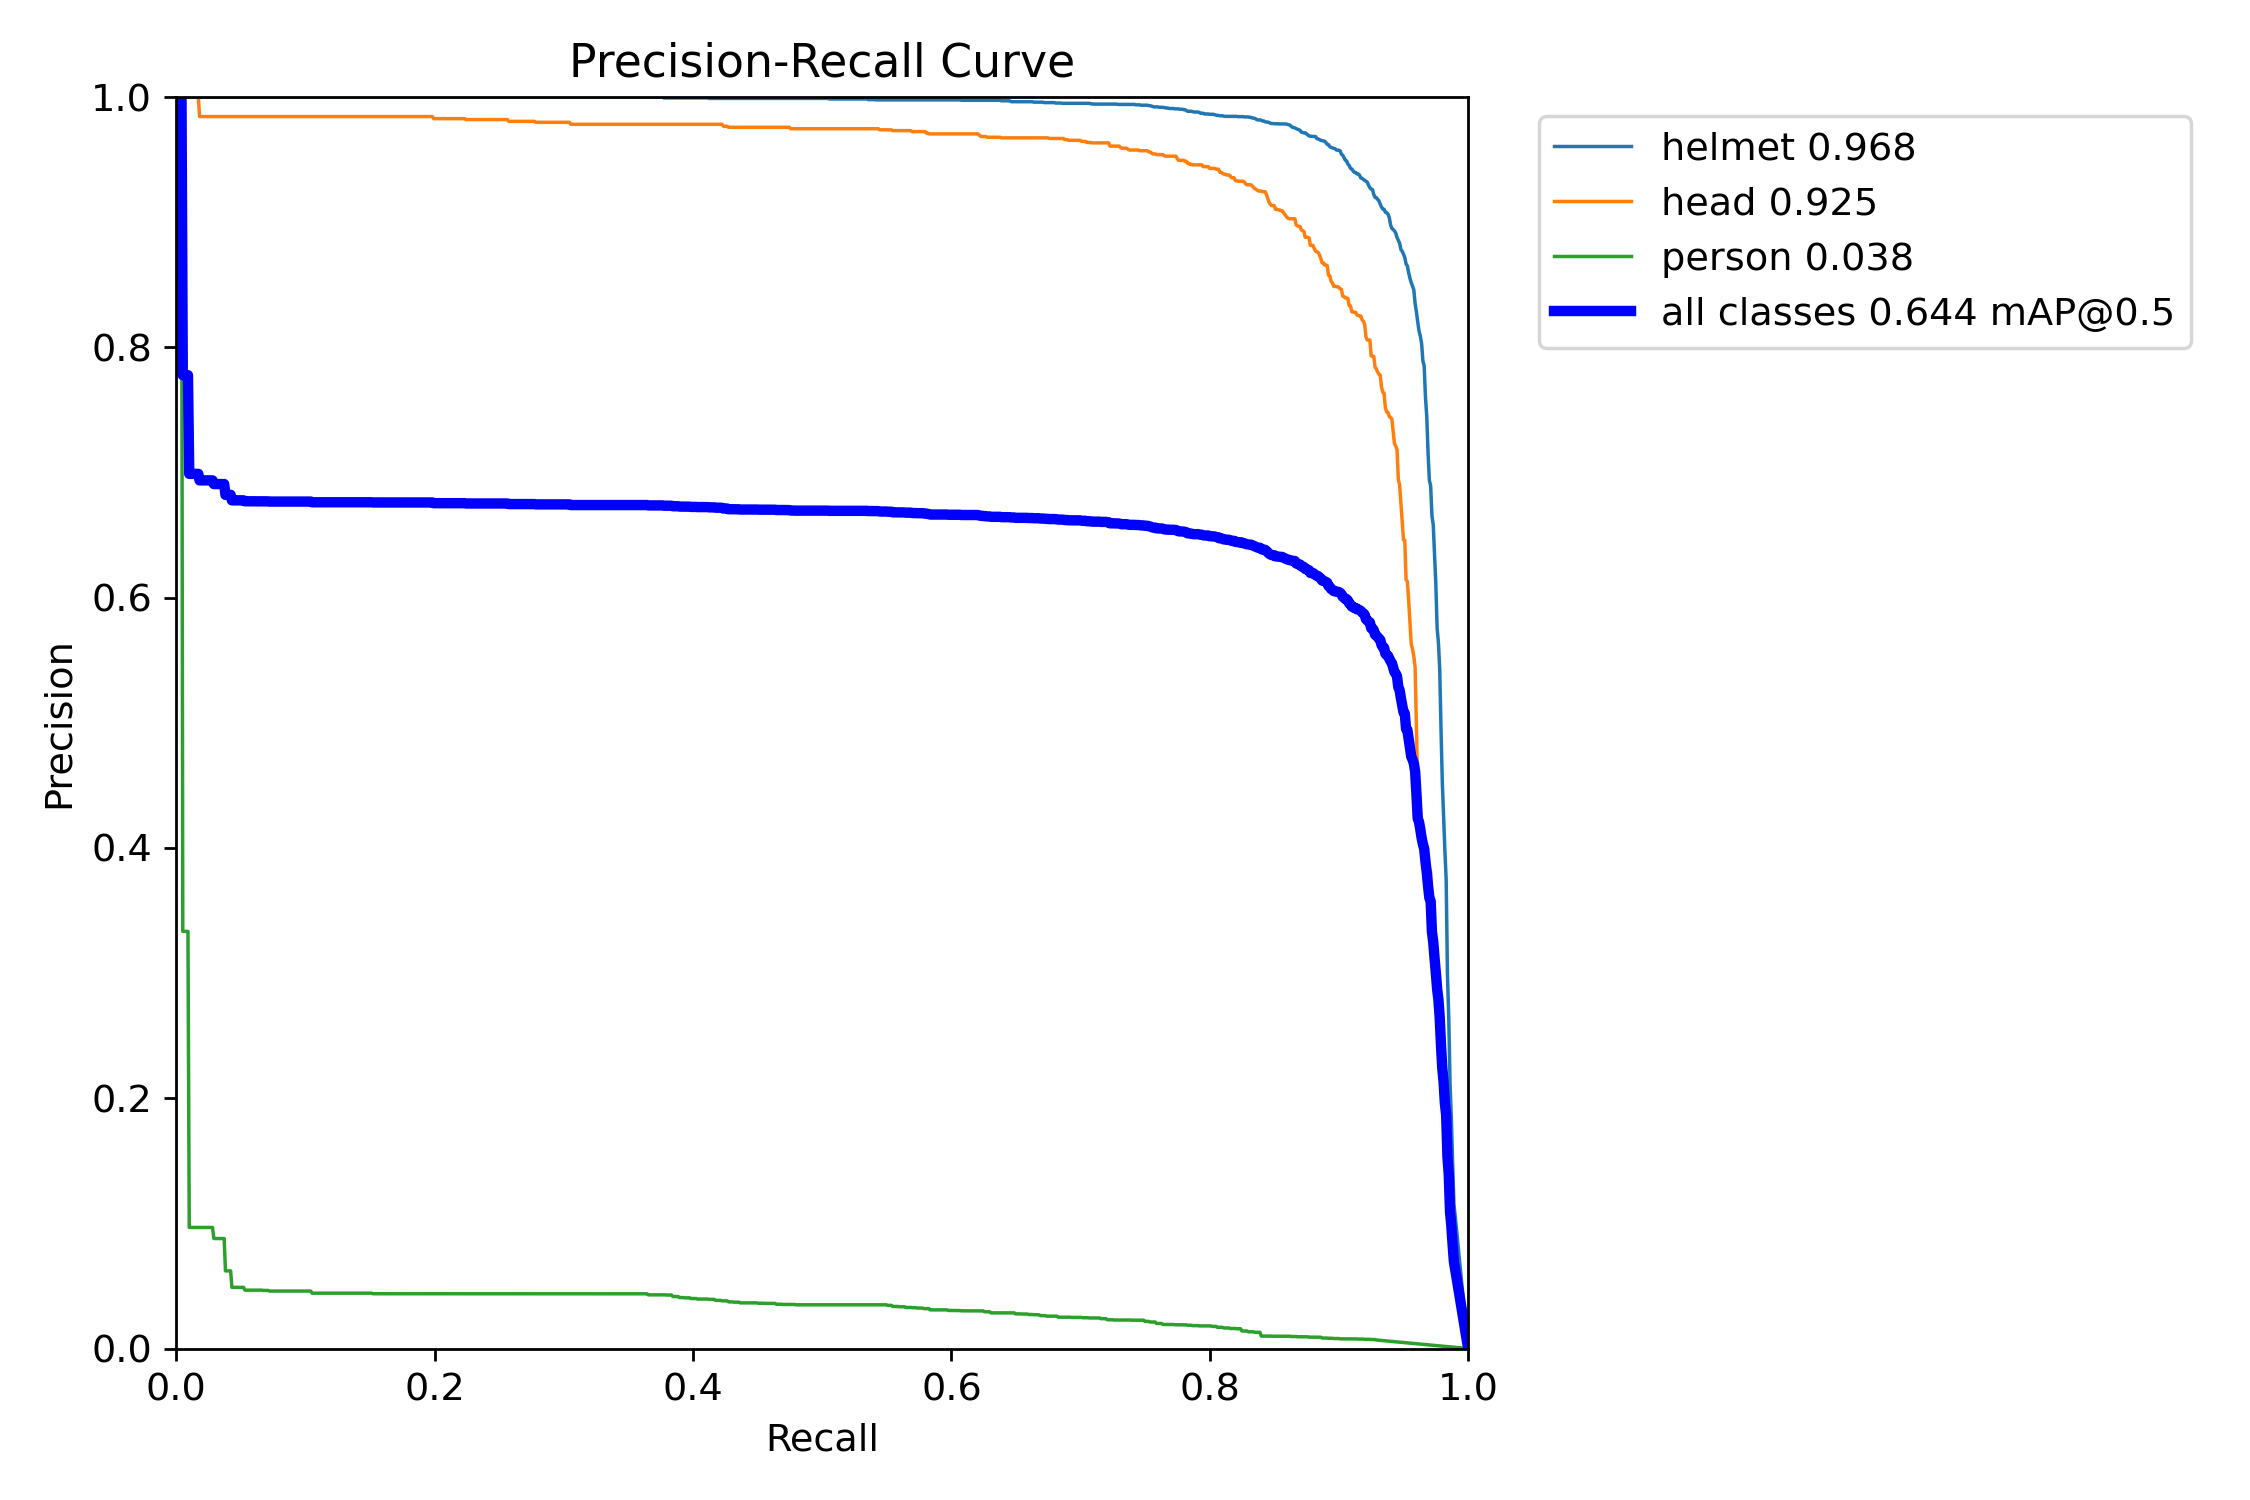 Precision-Recall Curve
1.0
0.8
0.6
0.4
0.2
0.0
Precision
0.0 0.2 0.4 0.6 0.8 1.0
Recall
helmet 0.968
head 0.925
person 0.038
all classes 0.644 mAP@0.5